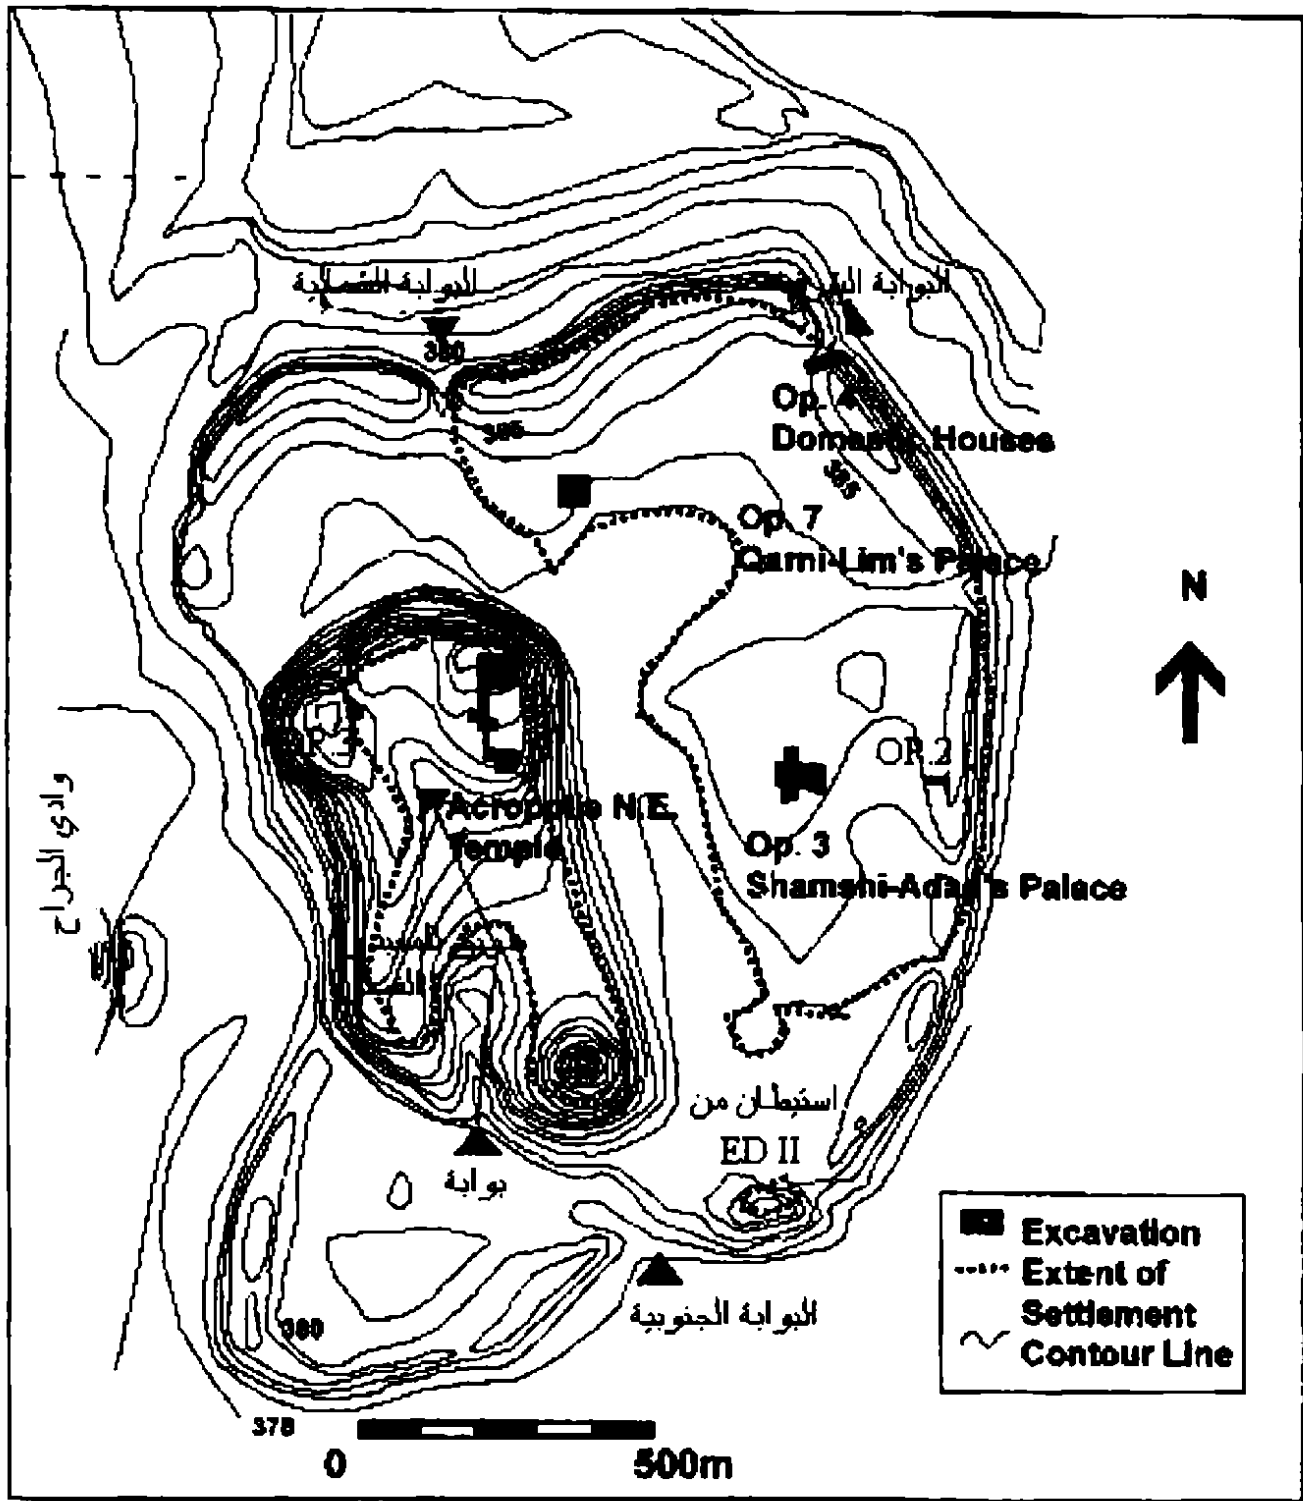 البوابة الشمالية
البوابة
380
385
Op. 4
Domestic Houses
385
Op. 7
Qarni-Lim's Palace
N
OP.2
Acropolis N.E.
Temple
Op. 3
Shamshi-Adad's Palace
وادي الجراح
استيطان من
ED II
بوابة
البوابة الجنوبية
380
378
0 500m
Excavation
Extent of
Settlement
Contour Line